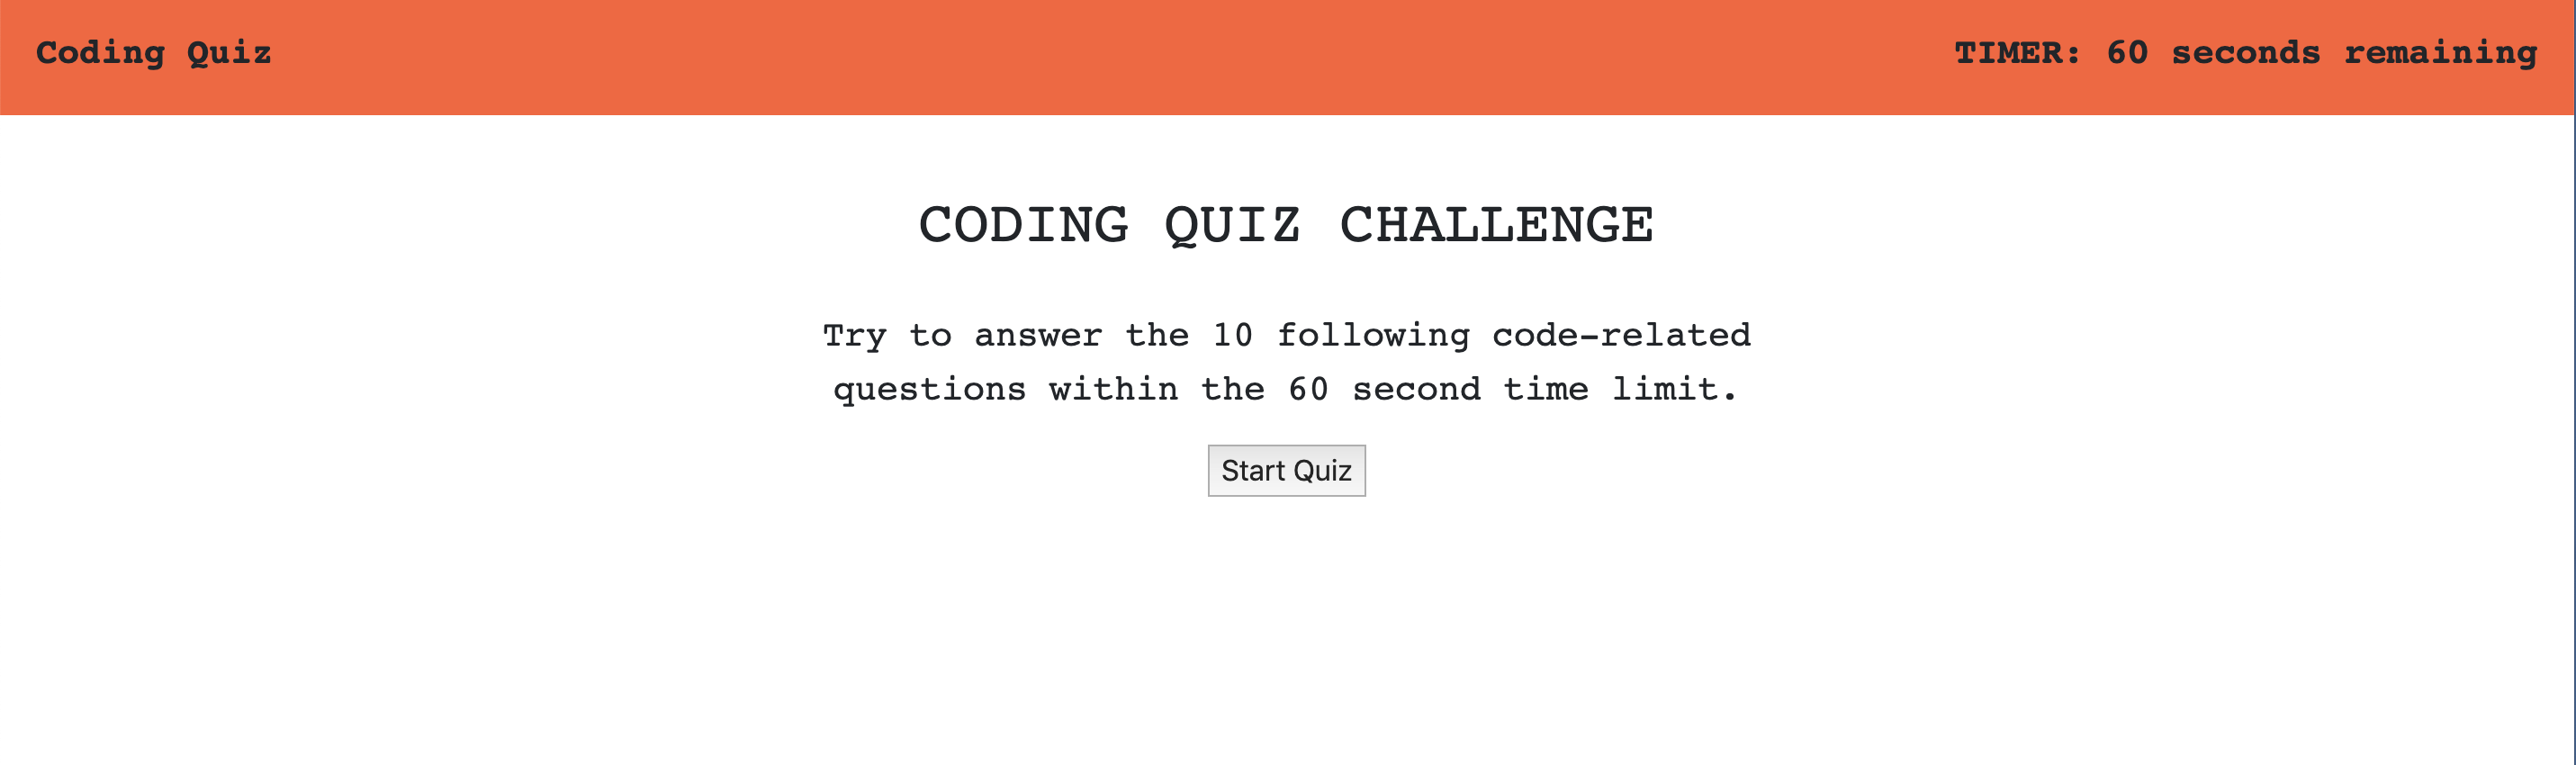 Coding Quiz
TIMER: 60 seconds remaining
CODING QUIZ CHALLENGE
Try to answer the 10 following code-related
questions within the 60 second time limit.
Start Quiz